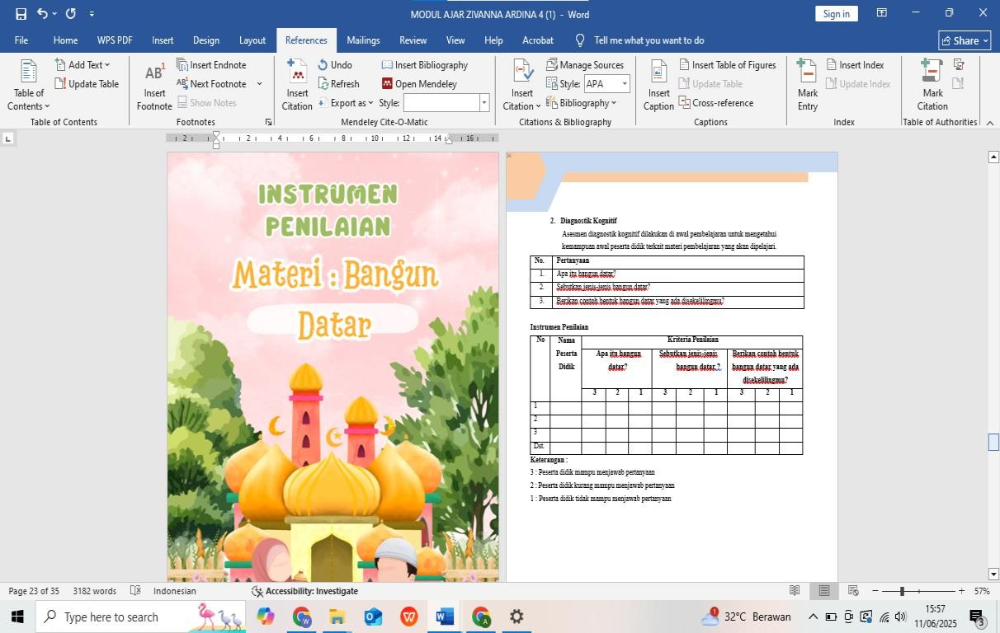 MODUL AJAR ZIVANNA ARDINA 4 (1) - Word
Sign in
File Home WPS PDF Insert Design Layout References Mailings Review View Help Acrobat Tell me what you want to do Share
Table of Contents
Add Text
Update Table
Table of Contents
AB1 Insert Footnote
Insert Endnote
Next Footnote
Show Notes
Footnotes
Insert Citation
Undo
Refresh
Export as
Insert Bibliography
Open Mendeley
Style:
Mendeley Cite-O-Matic
Insert Citation
Manage Sources
Style: APA
Bibliography
Citations & Bibliography
Insert Caption
Insert Table of Figures
Update Table
Cross-reference
Captions
Mark Entry
Insert Index
Update Index
Index
Mark Citation
Table of Authorities
2 2 4 6 8 10 12 14 16
INSTRUMEN
PENILAIAN
Materi : Bangun
Datar
2. Diagnostik Kognitif
Asesmen diagnostik kognitif dilakukan di awal pembelajaran untuk mengetahui
kemampuan awal peserta didik terkait materi pembelajaran yang akan dipelajari.
No. Pertanyaan
1. Apa itu bangun datar?
2. Sebutkan jenis-jenis bangun datar?
3. Berikan contoh bentuk bangun datar yang ada disekelilingmu?
Instrumen Penilaian
No Nama Peserta Didik Kriteria Penilaian
Apa itu bangun datar? Sebutkan jenis-jenis bangun datar ? Berikan contoh bentuk bangun datar yang ada disekelilingmu?
3 2 1 3 2 1 3 2 1
1
2
3
Dst.
Keterangan :
3 : Peserta didik mampu menjawab pertanyaan
2 : Peserta didik kurang mampu menjawab pertanyaan
1 : Peserta didik tidak mampu menjawab pertanyaan
Page 23 of 35 3182 words Indonesian Accessibility: Investigate 57%
Type here to search
32°C Berawan
15:57
11/06/2025
3